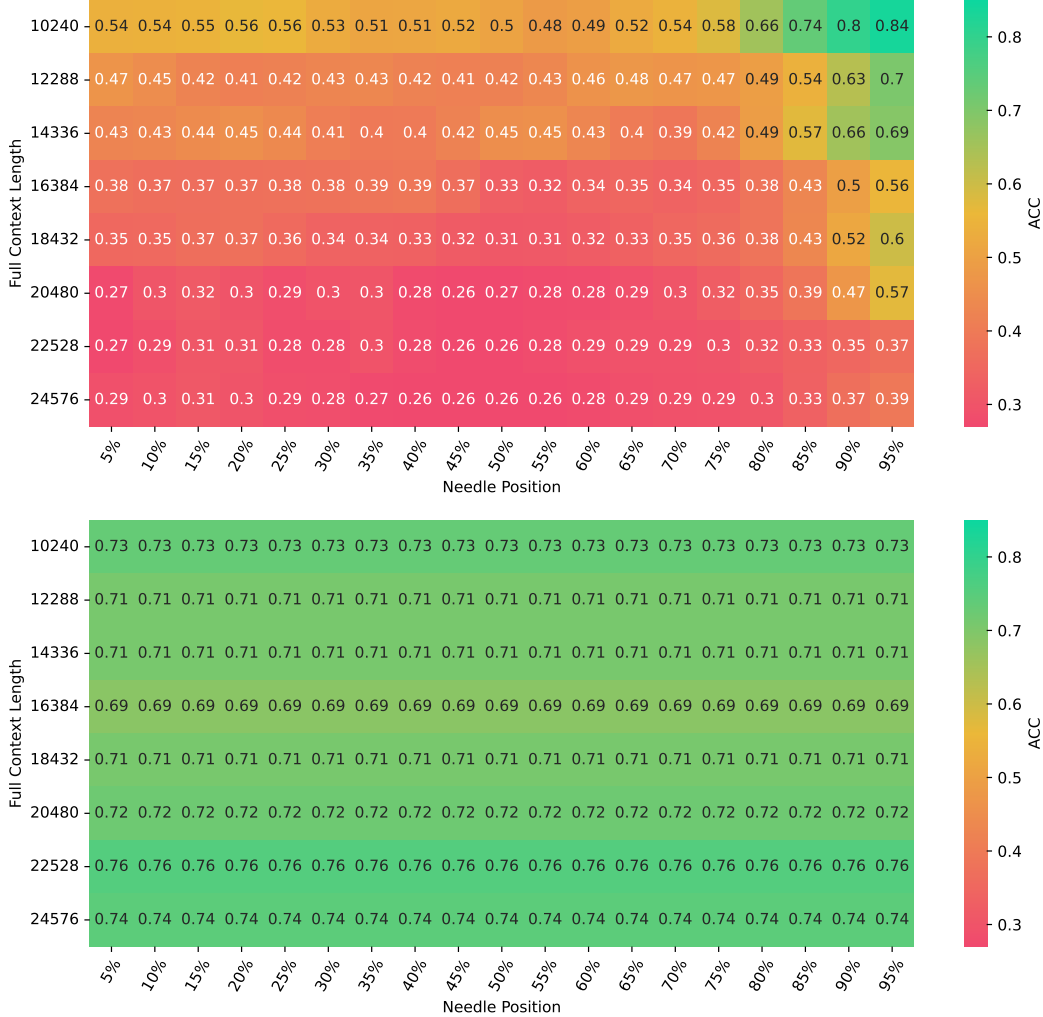 10240 0.54 0.54 0.55 0.56 0.56 0.53 0.51 0.51 0.52 0.5 0.48 0.49 0.52 0.54 0.58 0.66 0.74 0.8 0.84
12288 0.47 0.45 0.42 0.41 0.42 0.43 0.43 0.42 0.41 0.42 0.43 0.46 0.48 0.47 0.47 0.49 0.54 0.63 0.7
14336 0.43 0.43 0.44 0.45 0.44 0.41 0.4 0.4 0.42 0.45 0.45 0.43 0.4 0.39 0.42 0.49 0.57 0.66 0.69
16384 0.38 0.37 0.37 0.37 0.38 0.38 0.39 0.39 0.37 0.33 0.32 0.34 0.35 0.34 0.35 0.38 0.43 0.5 0.56
18432 0.35 0.35 0.37 0.37 0.36 0.34 0.34 0.33 0.32 0.31 0.31 0.32 0.33 0.35 0.36 0.38 0.43 0.52 0.6
20480 0.27 0.3 0.32 0.3 0.29 0.3 0.3 0.28 0.26 0.27 0.28 0.28 0.29 0.3 0.32 0.35 0.39 0.47 0.57
22528 0.27 0.29 0.31 0.31 0.28 0.28 0.3 0.28 0.26 0.26 0.28 0.29 0.29 0.29 0.3 0.32 0.33 0.35 0.37
24576 0.29 0.3 0.31 0.3 0.29 0.28 0.27 0.26 0.26 0.26 0.26 0.28 0.29 0.29 0.29 0.3 0.33 0.37 0.39
5% 10% 15% 20% 25% 30% 35% 40% 45% 50% 55% 60% 65% 70% 75% 80% 85% 90% 95%
Needle Position
Full Context Length
0.8
0.7
0.6
0.5
0.4
0.3
ACC
10240 0.73 0.73 0.73 0.73 0.73 0.73 0.73 0.73 0.73 0.73 0.73 0.73 0.73 0.73 0.73 0.73 0.73 0.73 0.73
12288 0.71 0.71 0.71 0.71 0.71 0.71 0.71 0.71 0.71 0.71 0.71 0.71 0.71 0.71 0.71 0.71 0.71 0.71 0.71
14336 0.71 0.71 0.71 0.71 0.71 0.71 0.71 0.71 0.71 0.71 0.71 0.71 0.71 0.71 0.71 0.71 0.71 0.71 0.71
16384 0.69 0.69 0.69 0.69 0.69 0.69 0.69 0.69 0.69 0.69 0.69 0.69 0.69 0.69 0.69 0.69 0.69 0.69 0.69
18432 0.71 0.71 0.71 0.71 0.71 0.71 0.71 0.71 0.71 0.71 0.71 0.71 0.71 0.71 0.71 0.71 0.71 0.71 0.71
20480 0.72 0.72 0.72 0.72 0.72 0.72 0.72 0.72 0.72 0.72 0.72 0.72 0.72 0.72 0.72 0.72 0.72 0.72 0.72
22528 0.76 0.76 0.76 0.76 0.76 0.76 0.76 0.76 0.76 0.76 0.76 0.76 0.76 0.76 0.76 0.76 0.76 0.76 0.76
24576 0.74 0.74 0.74 0.74 0.74 0.74 0.74 0.74 0.74 0.74 0.74 0.74 0.74 0.74 0.74 0.74 0.74 0.74 0.74
5% 10% 15% 20% 25% 30% 35% 40% 45% 50% 55% 60% 65% 70% 75% 80% 85% 90% 95%
Needle Position
Full Context Length
0.8
0.7
0.6
0.5
0.4
0.3
ACC